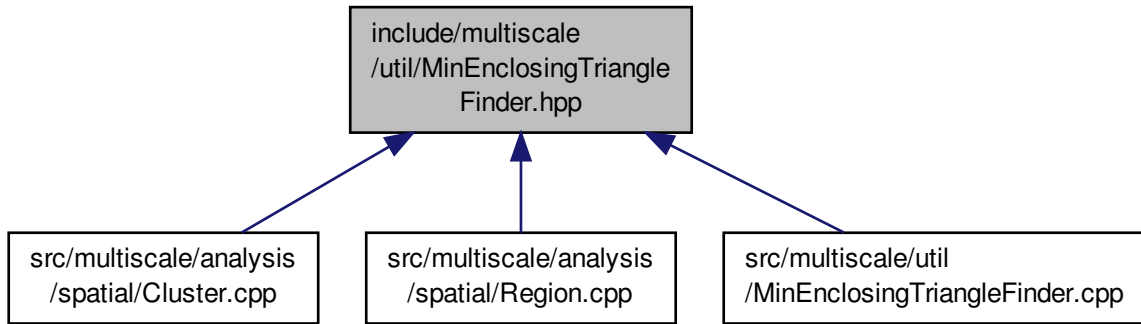 include/multiscale
/util/MinEnclosingTriangle
Finder.hpp
src/multiscale/analysis
/spatial/Cluster.cpp
src/multiscale/analysis
/spatial/Region.cpp
src/multiscale/util
/MinEnclosingTriangleFinder.cpp